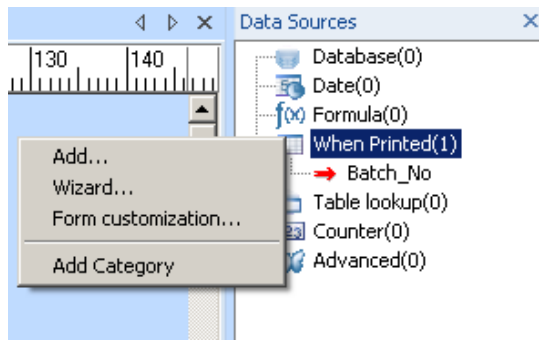 Data Sources
130 140
Database(0)
Date(0)
f(x) Formula(0)
When Printed(1)
Batch_No
Table lookup(0)
23 Counter(0)
Advanced(0)
Add...
Wizard...
Form customization...
Add Category